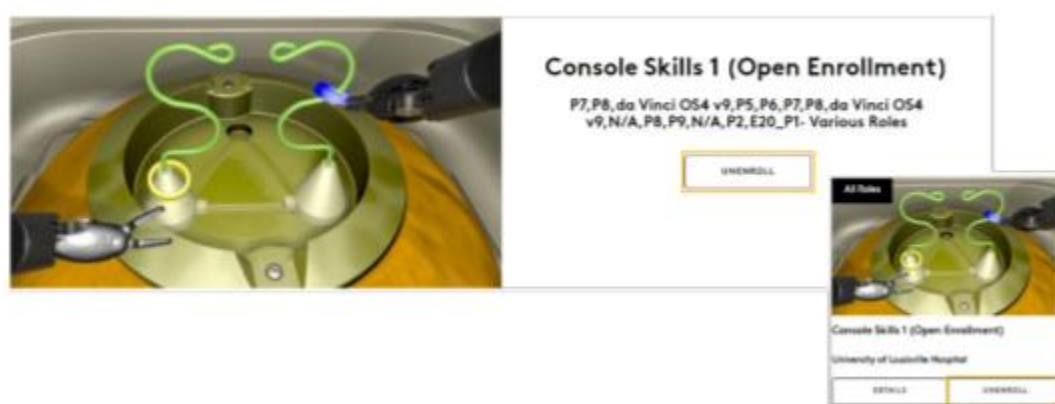 Console Skills 1 (Open Enrollment)
P7,P8,da Vinci OS4 v9,P5,P6,P7,P8,da Vinci OS4
v9,N/A,P8,P9,N/A,P2,E20_P1- Various Roles
UNENROLL
All Roles
Console Skills 1 (Open Enrollment)
University of Louisville Hospital
DETAILS
UNENROLL